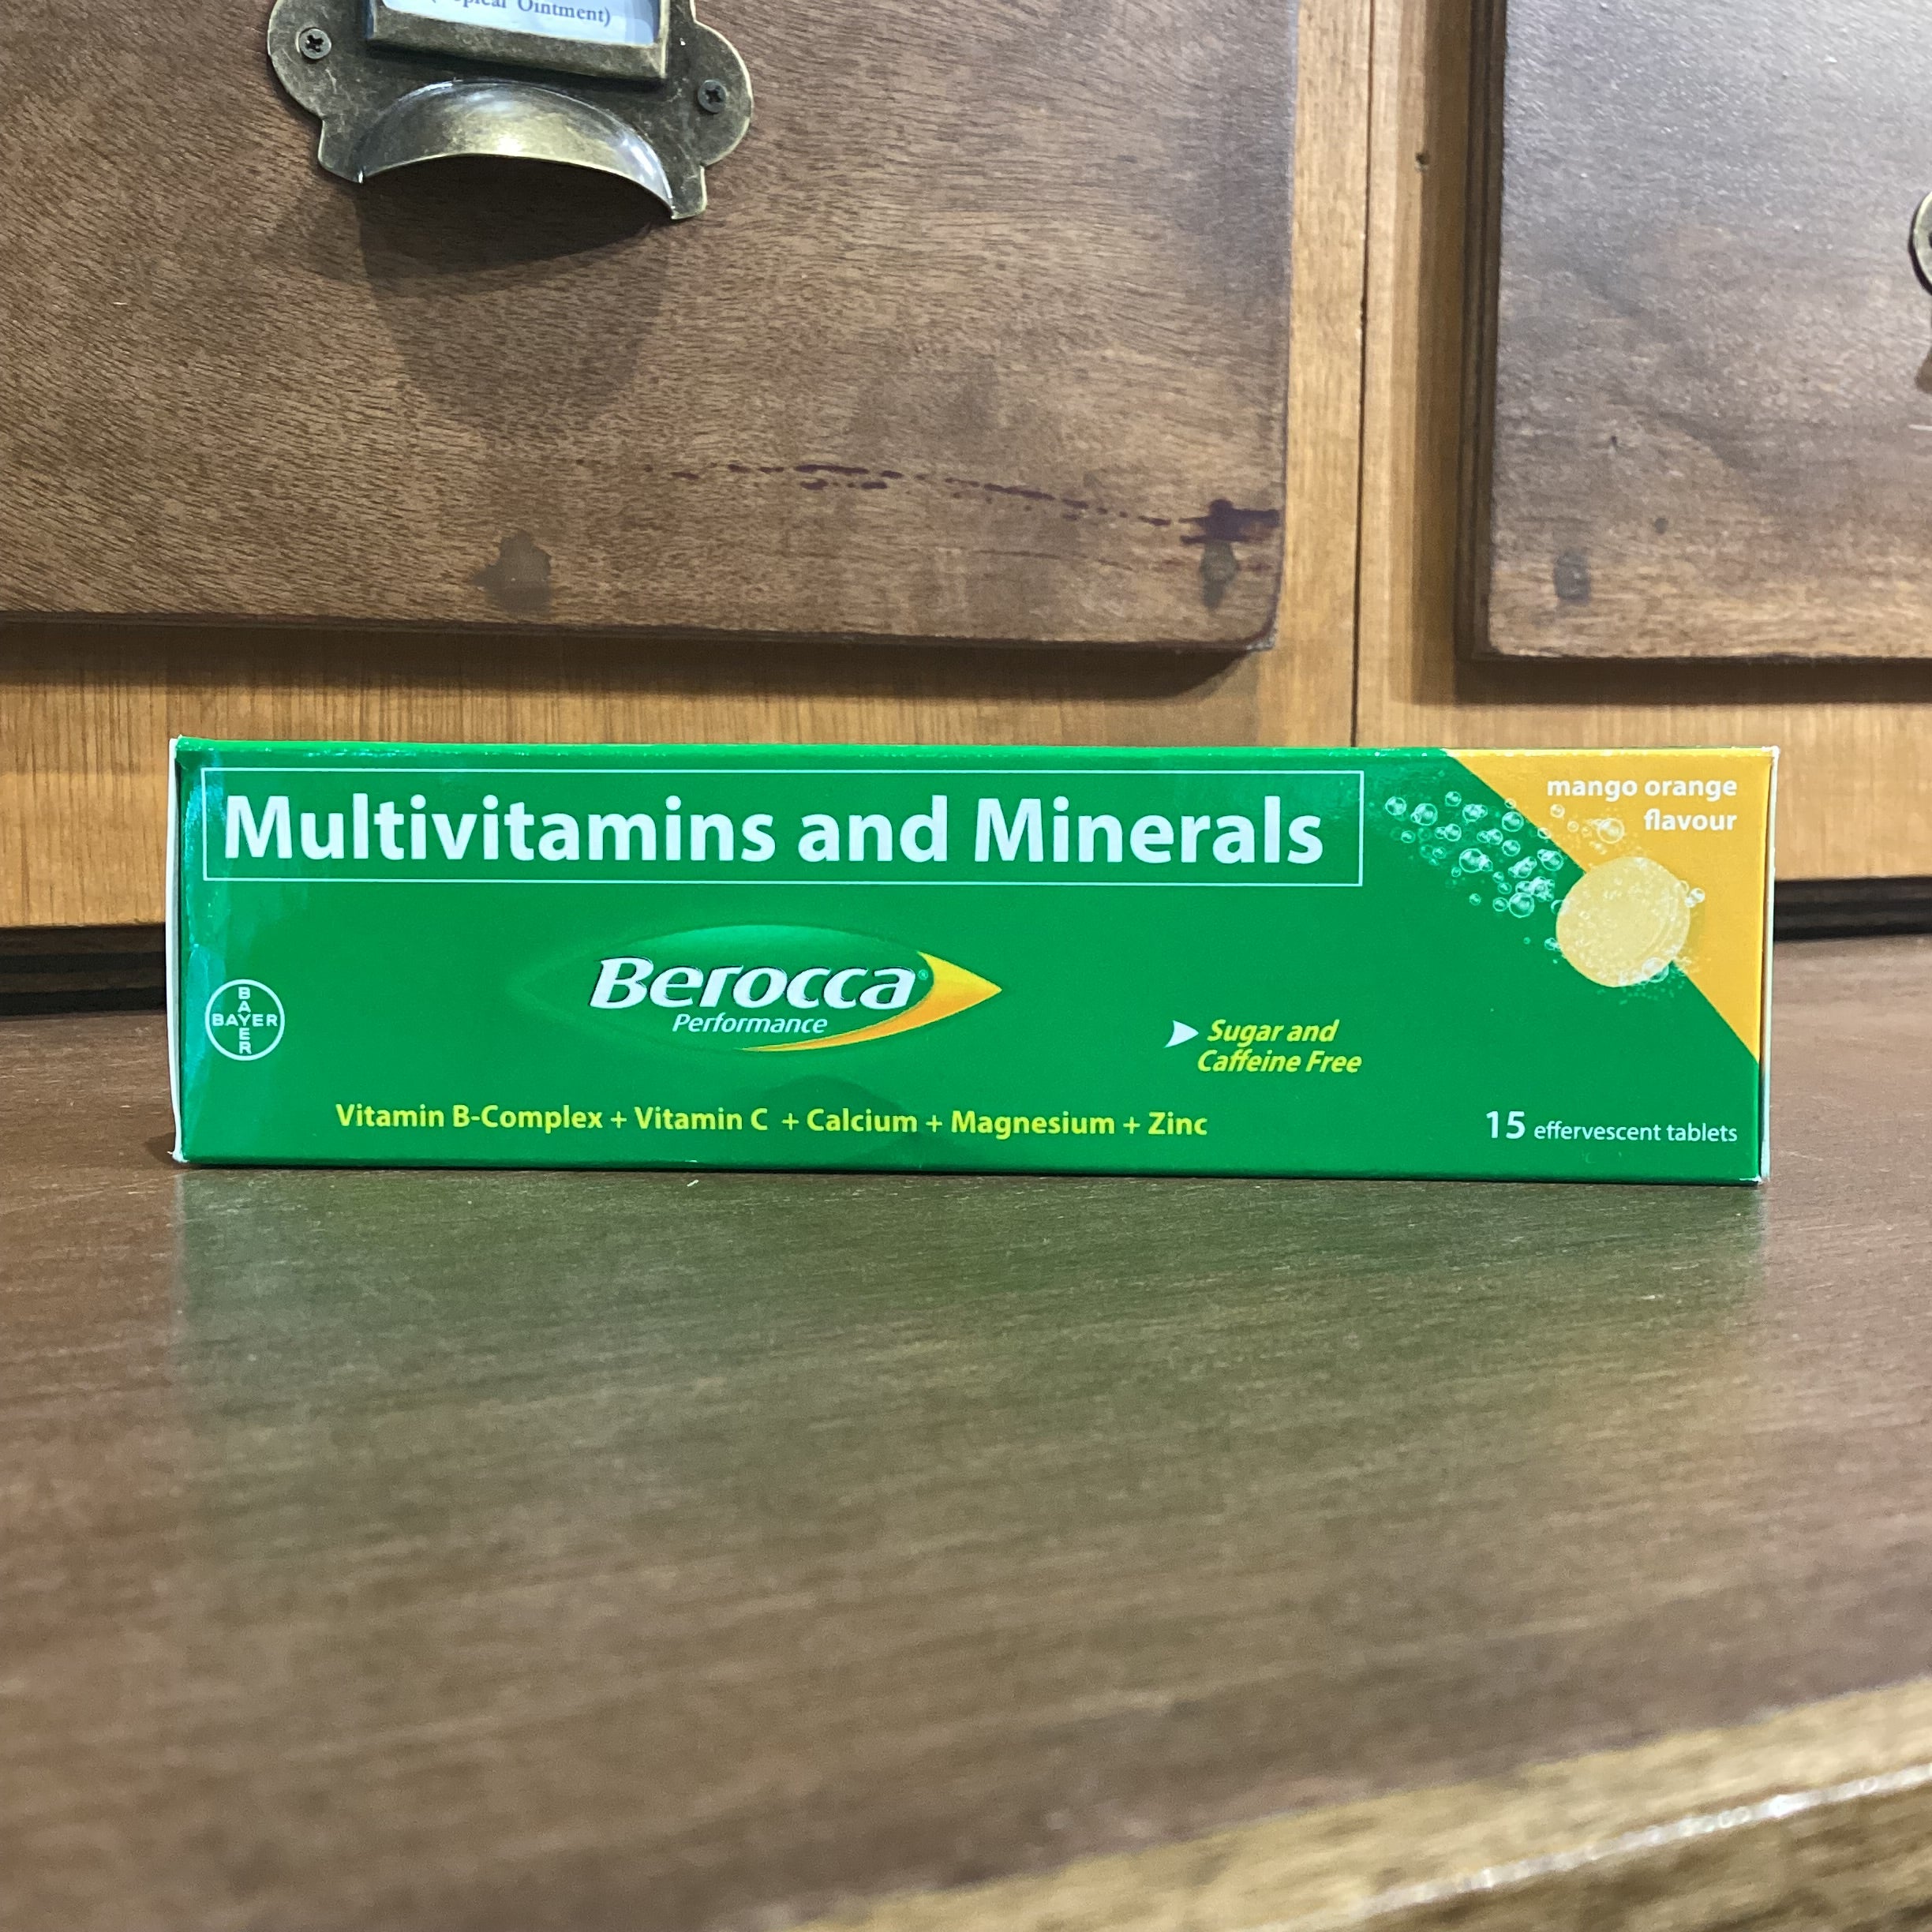 Ointment)
Multivitamins and Minerals
mango orange
flavour
Berocca®
Performance
BAYER
BAYER
Sugar and
Caffeine Free
Vitamin B-Complex + Vitamin C + Calcium + Magnesium + Zinc
15 effervescent tablets